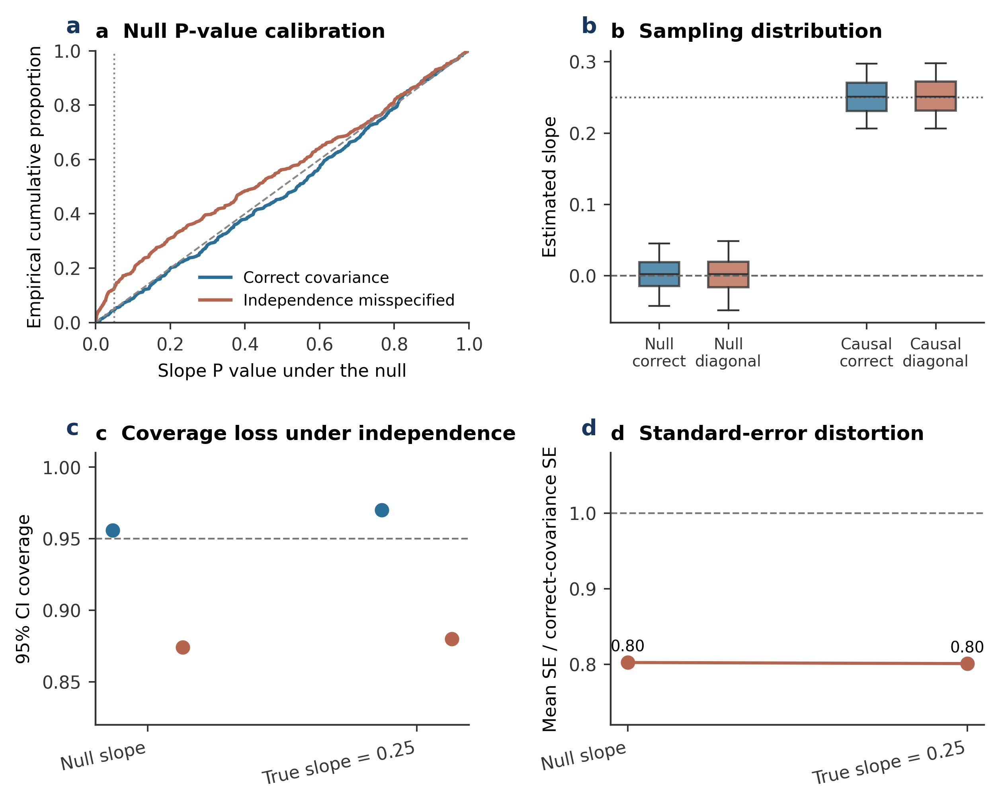 a
a Null P-value calibration
Empirical cumulative proportion
1.0
0.8
0.6
0.4
0.2
0.0
Correct covariance
Independence misspecified
0.0 0.2 0.4 0.6 0.8 1.0
Slope P value under the null
b
b Sampling distribution
Estimated slope
0.3
0.2
0.1
0.0
Null correct
Null diagonal
Causal correct
Causal diagonal
c
c Coverage loss under independence
95% CI coverage
1.00
0.95
0.90
0.85
Null slope
True slope = 0.25
d
d Standard-error distortion
Mean SE / correct-covariance SE
1.0
0.9
0.8
0.80
0.80
Null slope
True slope = 0.25